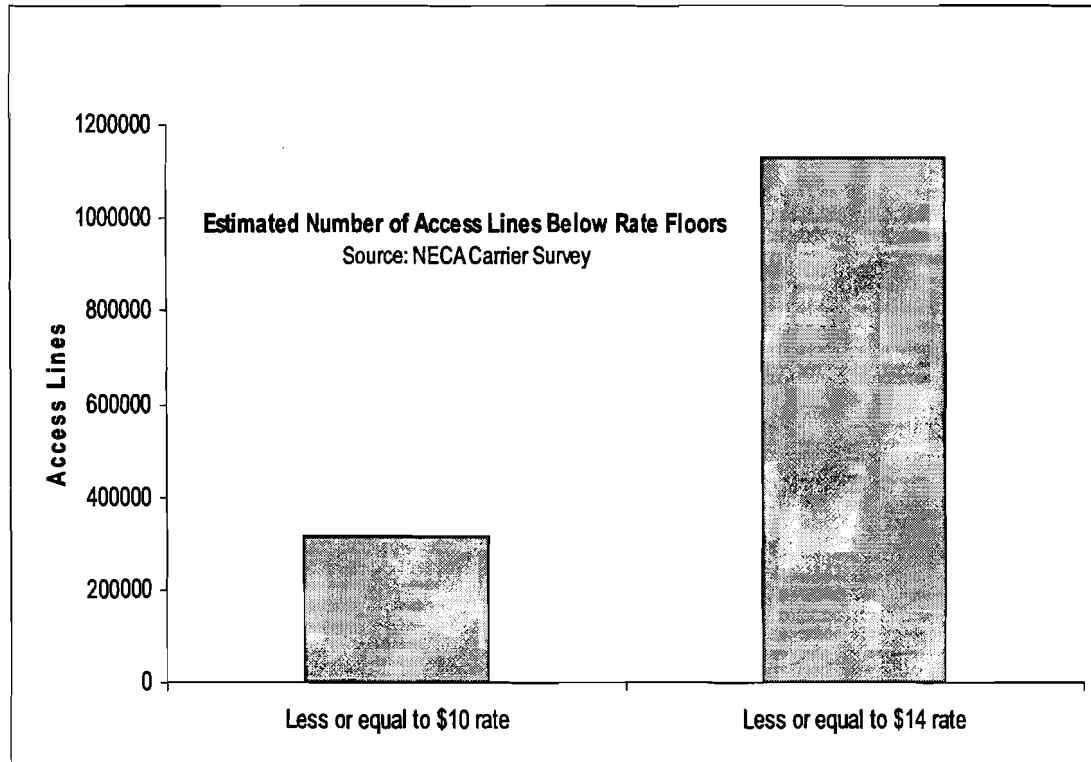 1200000
1000000
800000
600000
400000
200000
0
Access Lines
Estimated Number of Access Lines Below Rate Floors
Source: NECA Carrier Survey
Less or equal to $10 rate
Less or equal to $14 rate